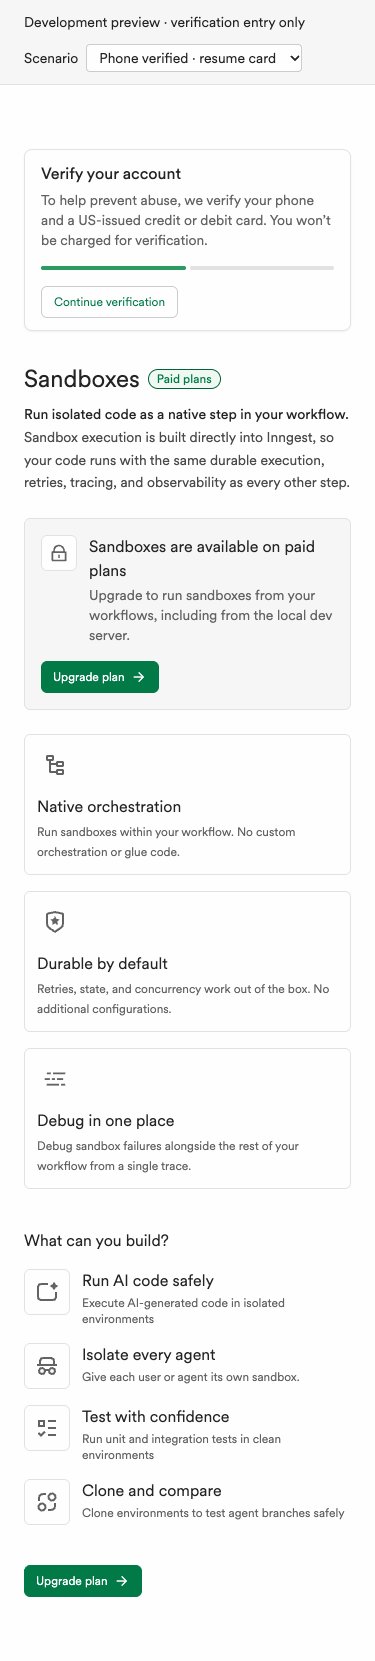 Development preview · verification entry only
Scenario
Phone verified · resume card
Verify your account
To help prevent abuse, we verify your phone
and a US-issued credit or debit card. You won’t
be charged for verification.
Continue verification
Sandboxes
Paid plans
Run isolated code as a native step in your workflow.
Sandbox execution is built directly into Inngest, so
your code runs with the same durable execution,
retries, tracing, and observability as every other step.
Sandboxes are available on paid
plans
Upgrade to run sandboxes from your
workflows, including from the local dev
server.
Upgrade plan
Native orchestration
Run sandboxes within your workflow. No custom
orchestration or glue code.
Durable by default
Retries, state, and concurrency work out of the box. No
additional configurations.
Debug in one place
Debug sandbox failures alongside the rest of your
workflow from a single trace.
What can you build?
Run AI code safely
Execute AI-generated code in isolated
environments
Isolate every agent
Give each user or agent its own sandbox.
Test with confidence
Run unit and integration tests in clean
environments
Clone and compare
Clone environments to test agent branches safely
Upgrade plan